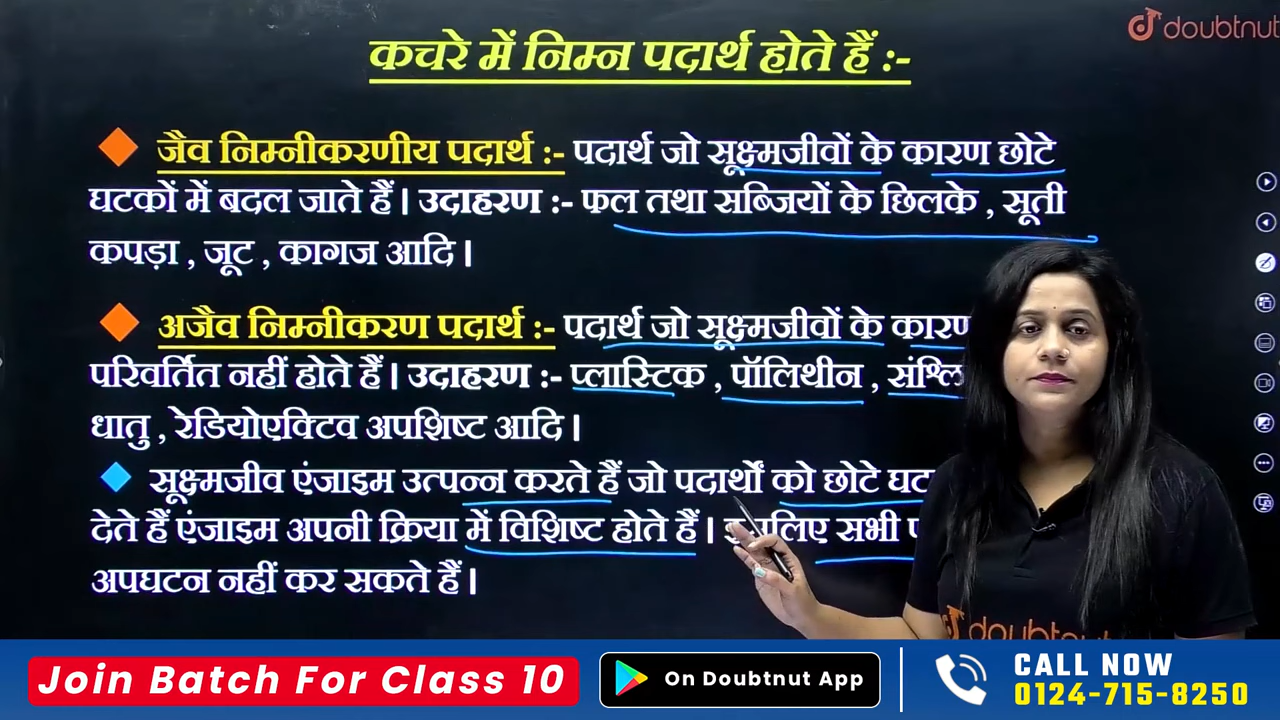 doubtnut
कचरे में निम्न पदार्थ होते हैं :-
जैव निम्नीकरणीय पदार्थ :- पदार्थ जो सूक्ष्मजीवों के कारण छोटे
घटकों में बदल जाते हैं | उदाहरण :- फल तथा सब्जियों के छिलके , सूती
कपड़ा , जूट , कागज आदि |
अजैव निम्नीकरण पदार्थ :- पदार्थ जो सूक्ष्मजीवों के कारण
परिवर्तित नहीं होते हैं | उदाहरण :- प्लास्टिक , पॉलिथीन ,
धातु , रेडियोएक्टिव अपशिष्ट आदि |
सूक्ष्मजीव एंजाइम उत्पन्न करते हैं जो पदार्थों को छोटे
देते हैं एंजाइम अपनी क्रिया में विशिष्ट होते हैं | सभी
अपघटन नहीं कर सकते हैं |
doubtnut
Join Batch For Class 10
On Doubtnut App
CALL NOW
0124-715-8250